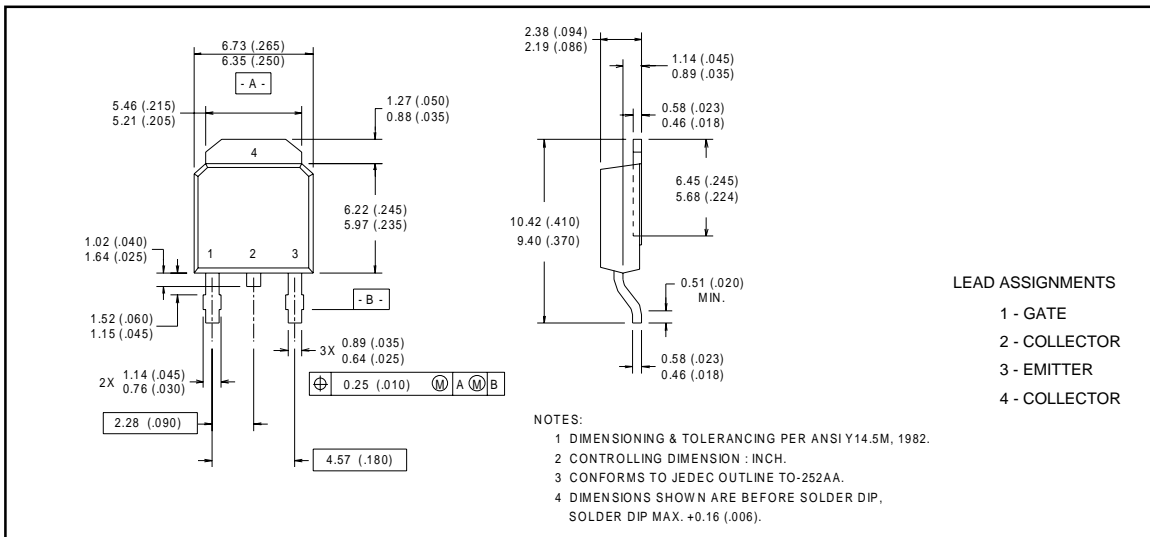 6.73 (.265)
6.35 (.250)
- A -
5.46 (.215)
5.21 (.205)
1.27 (.050)
0.88 (.035)
4
6.22 (.245)
5.97 (.235)
1.02 (.040)
1.64 (.025)
1 2 3
- B -
1.52 (.060)
1.15 (.045)
3X 0.89 (.035)
0.64 (.025)
2X 1.14 (.045)
0.76 (.030)
⌖ 0.25 (.010) Ⓜ A Ⓜ B
2.28 (.090)
4.57 (.180)
2.38 (.094)
2.19 (.086)
1.14 (.045)
0.89 (.035)
0.58 (.023)
0.46 (.018)
6.45 (.245)
5.68 (.224)
10.42 (.410)
9.40 (.370)
0.51 (.020)
MIN.
0.58 (.023)
0.46 (.018)
NOTES:
1 DIMENSIONING & TOLERANCING PER ANSI Y14.5M, 1982.
2 CONTROLLING DIMENSION : INCH.
3 CONFORMS TO JEDEC OUTLINE TO-252AA.
4 DIMENSIONS SHOWN ARE BEFORE SOLDER DIP,
SOLDER DIP MAX. +0.16 (.006).
LEAD ASSIGNMENTS
1 - GATE
2 - COLLECTOR
3 - EMITTER
4 - COLLECTOR